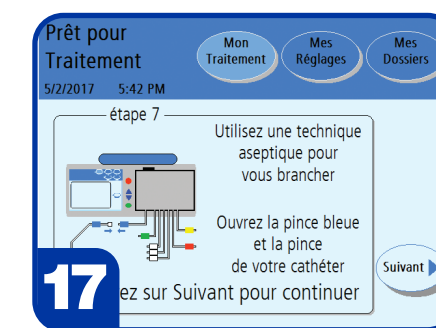 Prêt pour
Traitement
Mon
Traitement
Mes
Réglages
Mes
Dossiers
5/2/2017 5:42 PM
étape 7
Utilisez une technique
aseptique pour
vous brancher
Ouvrez la pince bleue
et la pince
de votre cathéter
Suivant
17
ez sur Suivant pour continuer